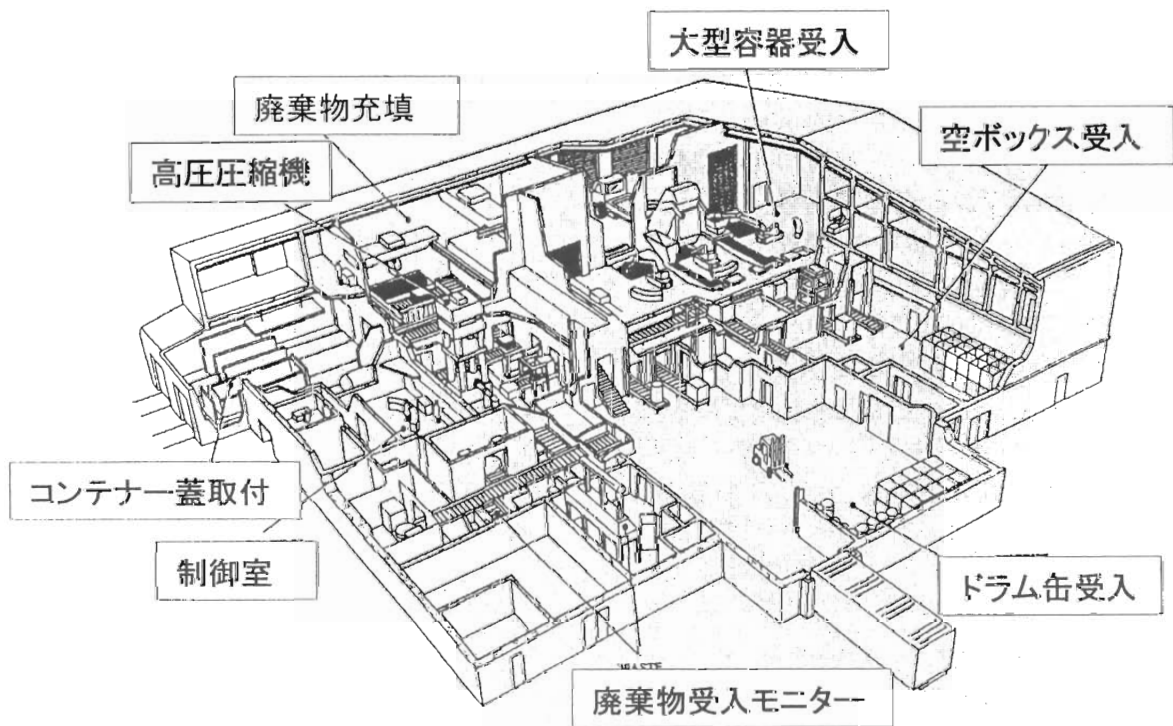 大型容器受入
廃棄物充填
空ボックス受入
高圧圧縮機
コンテナー蓋取付
制御室
ドラム缶受入
廃棄物受入モニター